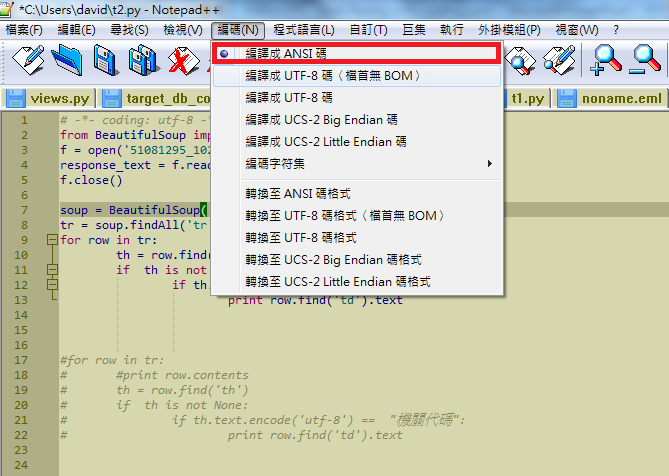 *C:\Users\david\t2.py - Notepad++
檔案(F) 編輯(E) 尋找(S) 檢視(V) 編碼(N) 程式語言(L) 自訂(T) 巨集 執行 外掛模組(P) 視窗(W) ?
編譯成 ANSI 碼
編譯成 UTF-8 碼（檔首無 BOM）
編譯成 UTF-8 碼
編譯成 UCS-2 Big Endian 碼
編譯成 UCS-2 Little Endian 碼
編碼字符集
轉換至 ANSI 碼格式
轉換至 UTF-8 碼格式（檔首無 BOM）
轉換至 UTF-8 碼格式
轉換至 UCS-2 Big Endian 碼格式
轉換至 UCS-2 Little Endian 碼格式
views.py target_db_co t1.py noname.eml
1 # -*- coding: utf-8 -*
2 from BeautifulSoup imp
3 f = open('51081295_102
4 response_text = f.read
5 f.close()
6
7 soup = BeautifulSoup(
8 tr = soup.findAll('tr
9 for row in tr:
10 th = row.find(
11 if th is not
12 if th.
13 print row.find('td').text
14
15
16
17 #for row in tr:
18 # #print row.contents
19 # th = row.find('th')
20 # if th is not None:
21 # if th.text.encode('utf-8') == "機關代碼":
22 # print row.find('td').text
23
24